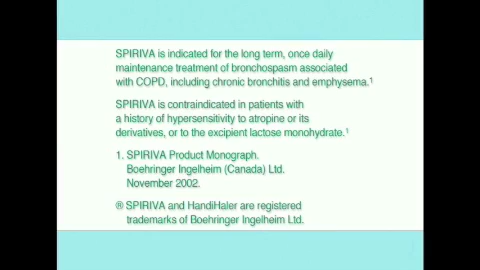 SPIRIVA is indicated for the long term, once daily
maintenance treatment of bronchospasm associated
with COPD, including chronic bronchitis and emphysema.¹
SPIRIVA is contraindicated in patients with
a history of hypersensitivity to atropine or its
derivatives, or to the excipient lactose monohydrate.¹
1. SPIRIVA Product Monograph.
Boehringer Ingelheim (Canada) Ltd.
November 2002.
® SPIRIVA and HandiHaler are registered
trademarks of Boehringer Ingelheim Ltd.